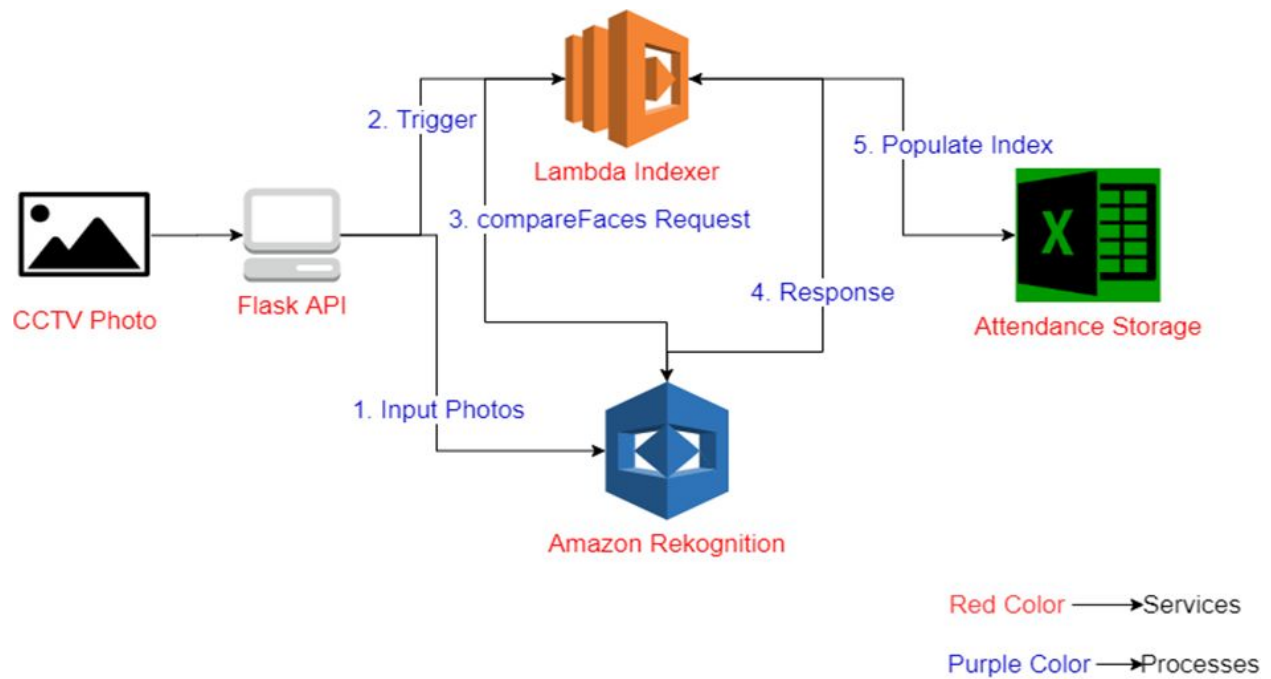 2. Trigger
Lambda Indexer
5. Populate Index
3. compareFaces Request
X
CCTV Photo
Flask API
4. Response
Attendance Storage
1. Input Photos
Amazon Rekognition
Red Color Services
Purple Color Processes